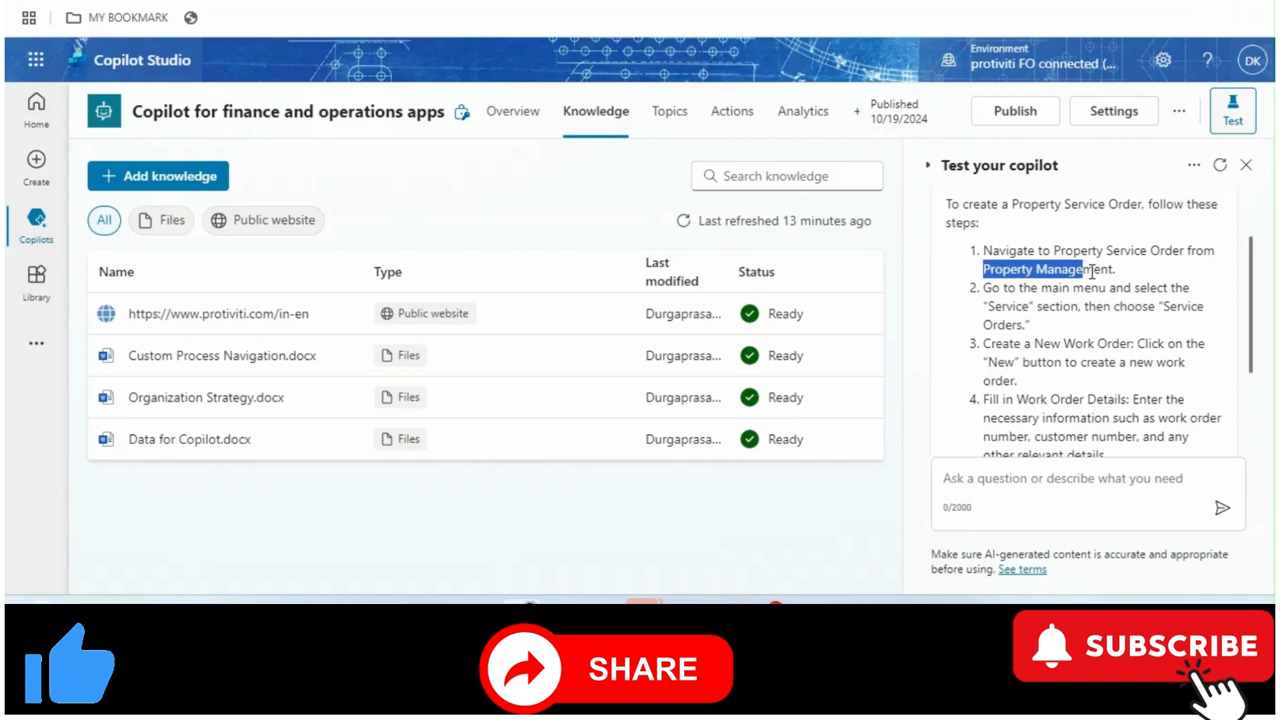 MY BOOKMARK
Copilot Studio
Environment
protiviti FO connected (...
DK
Home
Create
Copilots
Library
Copilot for finance and operations apps
Overview
Knowledge
Topics
Actions
Analytics
Published
10/19/2024
Publish
Settings
Test
+ Add knowledge
Search knowledge
All
Files
Public website
Last refreshed 13 minutes ago
Name
Type
Last
modified
Status
https://www.protiviti.com/in-en
Public website
Durgaprasa...
Ready
Custom Process Navigation.docx
Files
Durgaprasa...
Ready
Organization Strategy.docx
Files
Durgaprasa...
Ready
Data for Copilot.docx
Files
Durgaprasa...
Ready
Test your copilot
To create a Property Service Order, follow these
steps:
1. Navigate to Property Service Order from
Property Management.
2. Go to the main menu and select the
“Service” section, then choose “Service
Orders.”
3. Create a New Work Order: Click on the
“New” button to create a new work
order.
4. Fill in Work Order Details: Enter the
necessary information such as work order
number, customer number, and any
other relevant details
Ask a question or describe what you need
0/2000
Make sure AI-generated content is accurate and appropriate
before using. See terms
SHARE
SUBSCRIBE